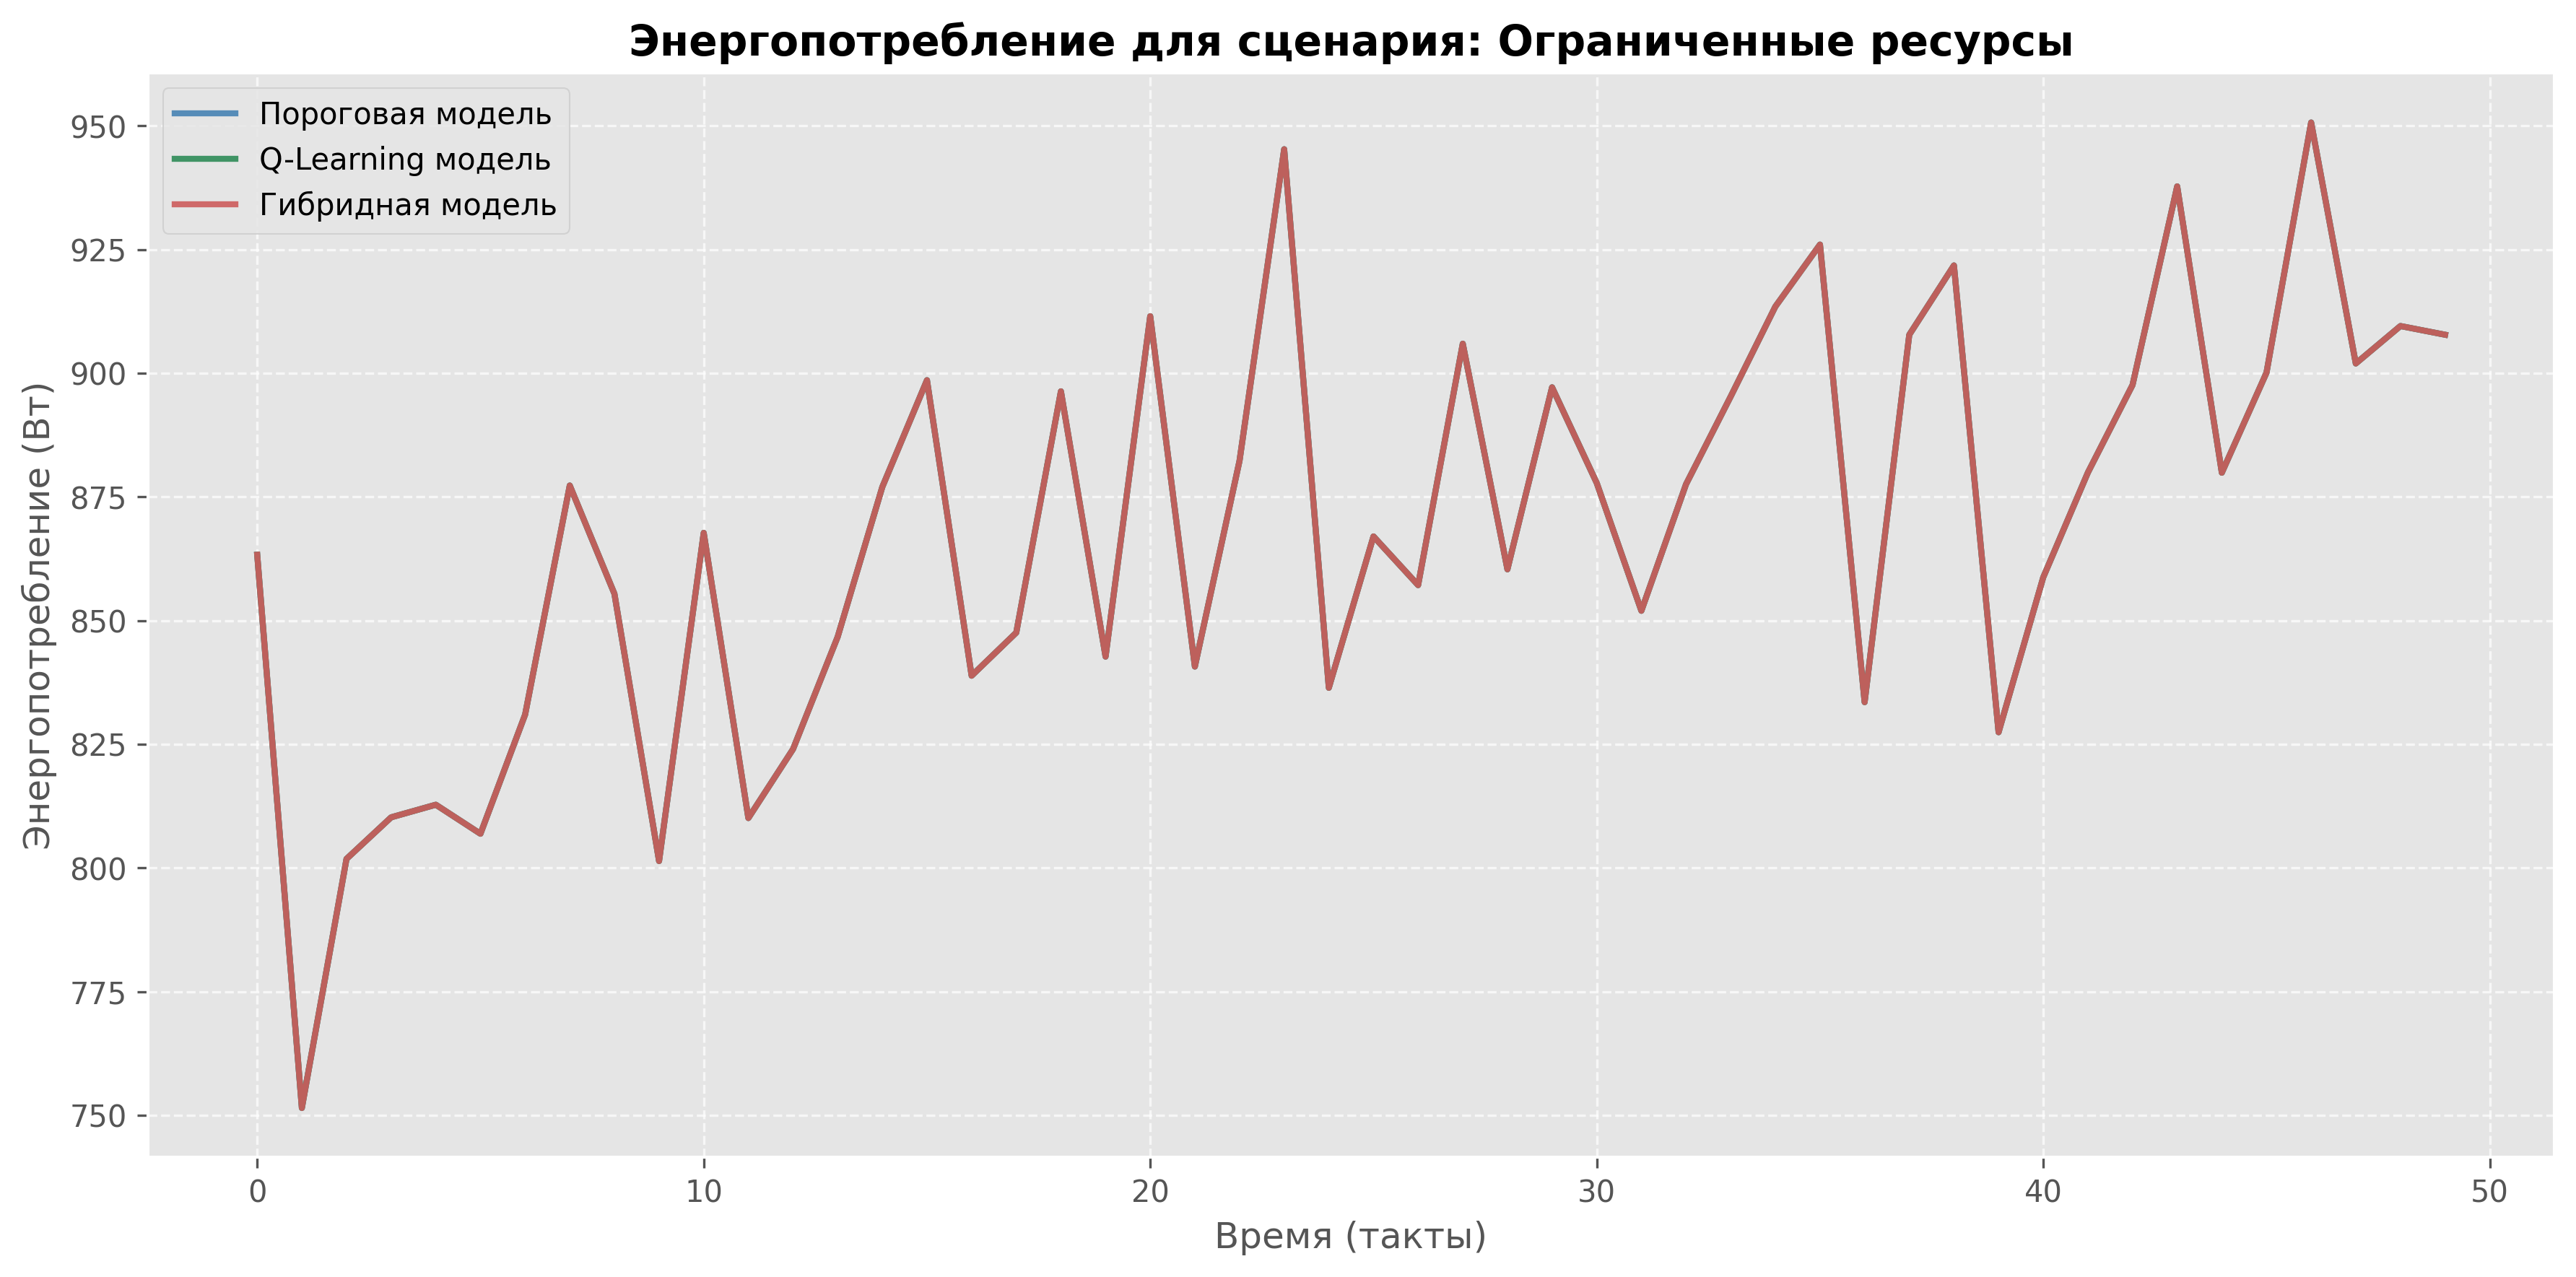 Энергопотребление для сценария: Ограниченные ресурсы
Пороговая модель
Q-Learning модель
Гибридная модель
Энергопотребление (Вт)
950
925
900
875
850
825
800
775
750
0 10 20 30 40 50
Время (такты)